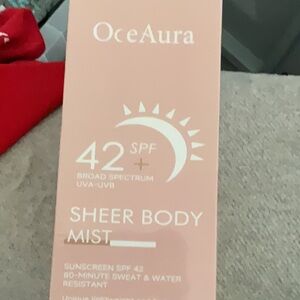 OceAura
42 SPF
+
BROAD SPECTRUM
UVA-UVB
SHEER BODY
MIST
SUNSCREEN SPF 42
80-MINUTE SWEAT & WATER
RESISTANT